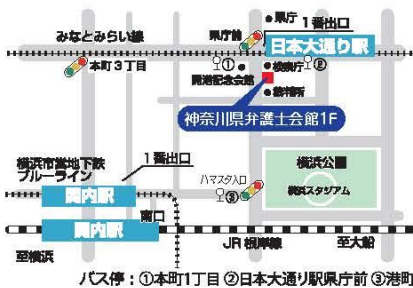 県庁
県庁前
1番出口
みなとみらい線
日本大通り駅
本町3丁目
①
開港記念会館
検察庁
②
裁判所
神奈川県弁護士会館1F
横浜市営地下鉄
ブルーライン
1番出口
横浜公園
ハマスタ入口
横浜スタジアム
関内駅
③
南口
関内駅
至横浜
JR根岸線
至大船
バス停：①本町1丁目 ②日本大通り駅県庁前 ③港町